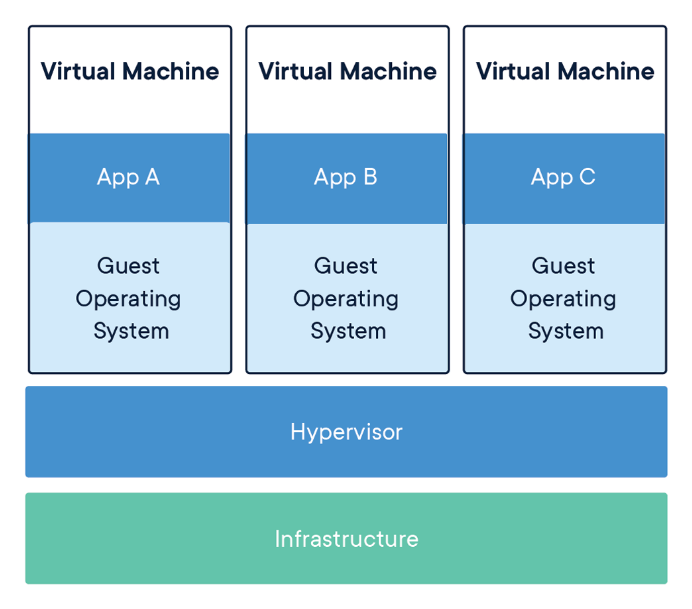 Virtual Machine
App A
Guest
Operating
System
Virtual Machine
App B
Guest
Operating
System
Virtual Machine
App C
Guest
Operating
System
Hypervisor
Infrastructure